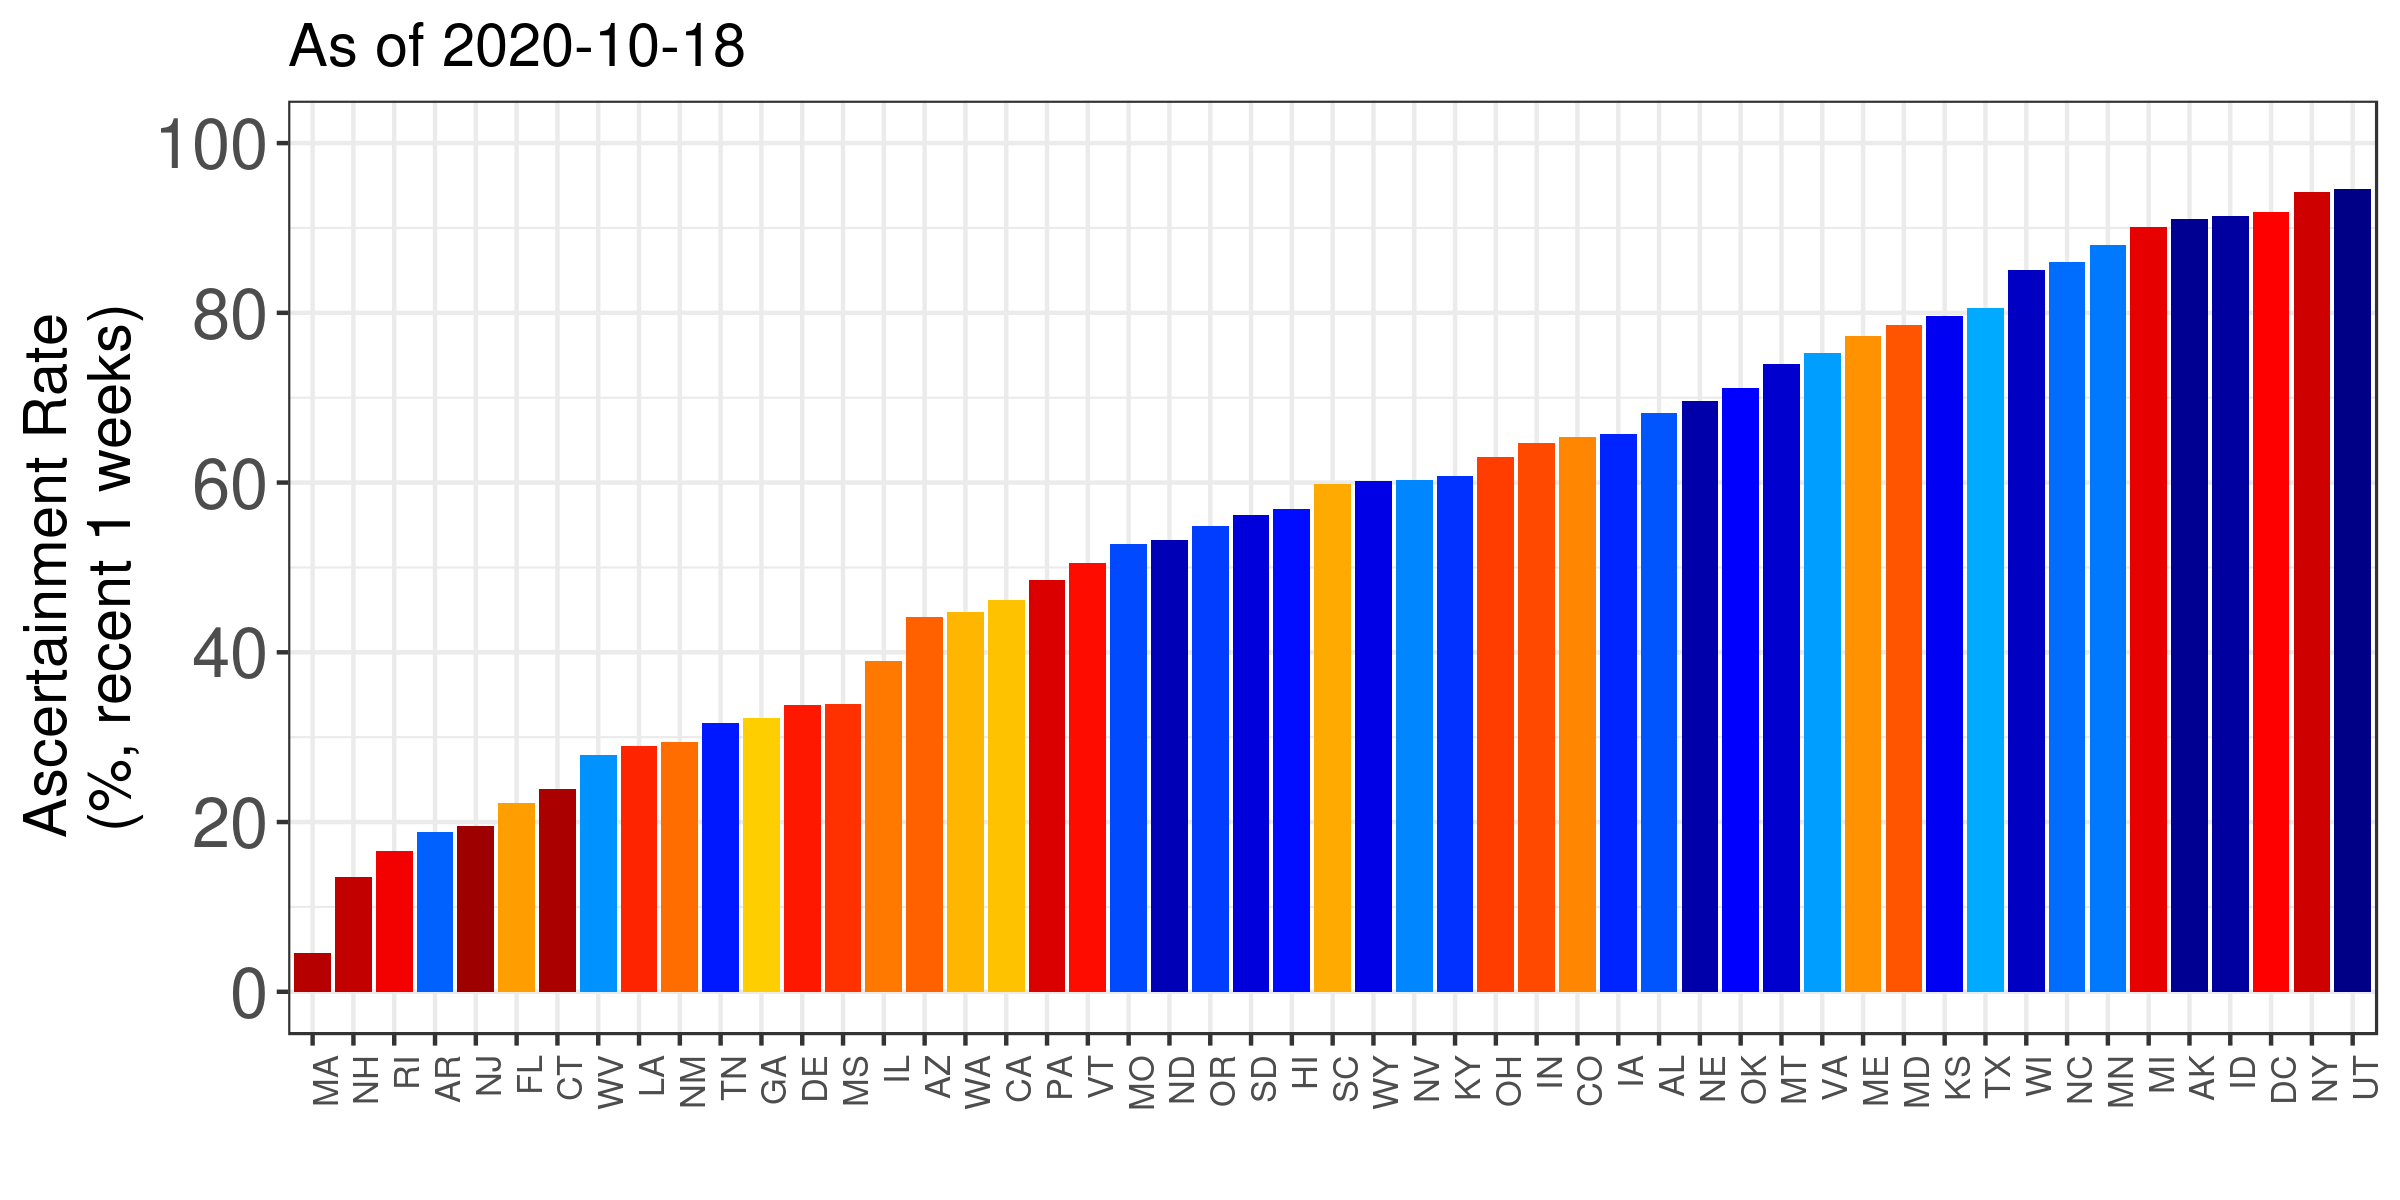 As of 2020-10-18
Ascertainment Rate
(%, recent 1 weeks)
100
80
60
40
20
0
MA NH RI AR NJ FL CT WV LA NM TN GA DE MS IL AZ WA CA PA VT MO ND OR SD HI SC WY NV KY OH IN CO IA AL NE OK MT VA ME MD KS TX WI NC MN MI AK ID DC NY UT